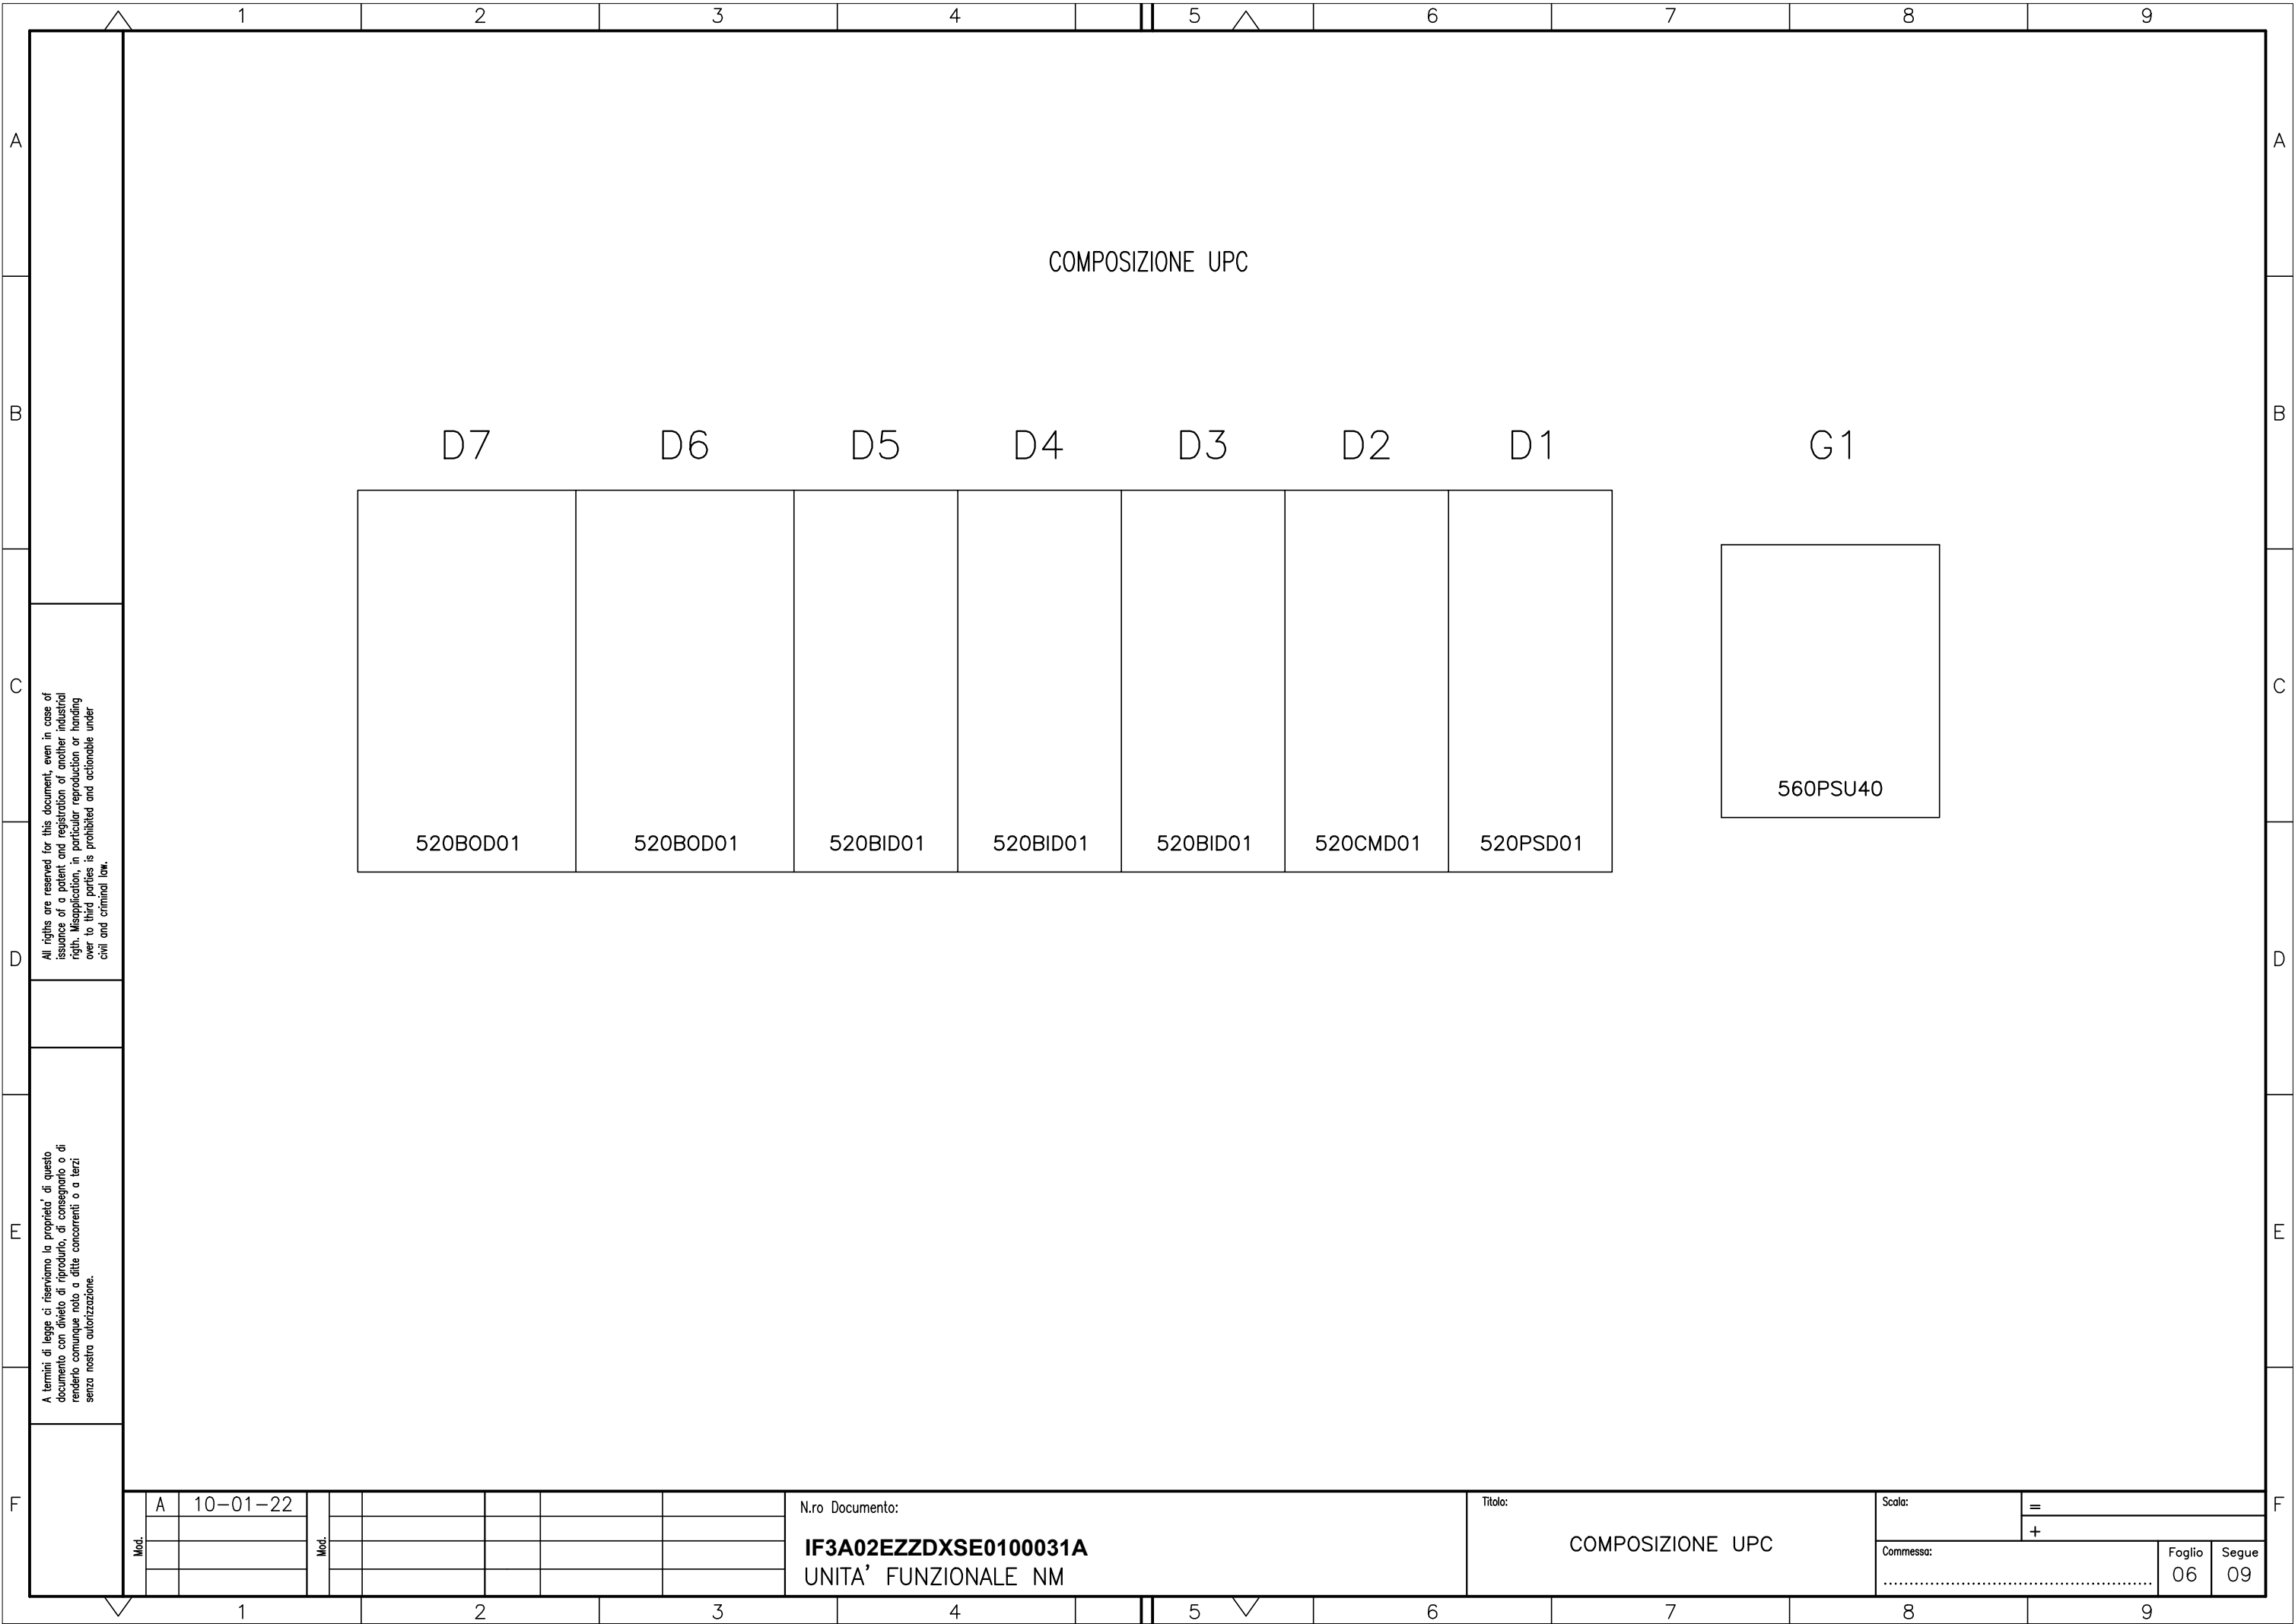 1 2 3 4 5 6 7 8 9
A A
COMPOSIZIONE UPC
B B
D7 D6 D5 D4 D3 D2 D1 G1
C C
560PSU40
520BOD01 520BOD01 520BID01 520BID01 520BID01 520CMD01 520PSD01
All rigths are reserved for this document, even in case of
issuance of a patent and registration of another industrial
rigth. Misapplication, in particular reproduction or handing
over to third parties is prohibited and actionable under
civil and criminal law.
D D
A termini di legge ci riserviamo la proprieta' di questo
documento con divieto di riprodurlo, di consegnarlo o di
renderlo comunque noto a ditte concorrenti o a terzi
senza nostra autorizzazione.
E E
F F
Mod.
A 10-01-22
Mod.
N.ro Documento:
IF3A02EZZDXSE0100031A
UNITA' FUNZIONALE NM
Titolo:
COMPOSIZIONE UPC
Scala:
=
+
Commessa:
....................................................
Foglio
06
Segue
09
1 2 3 4 5 6 7 8 9